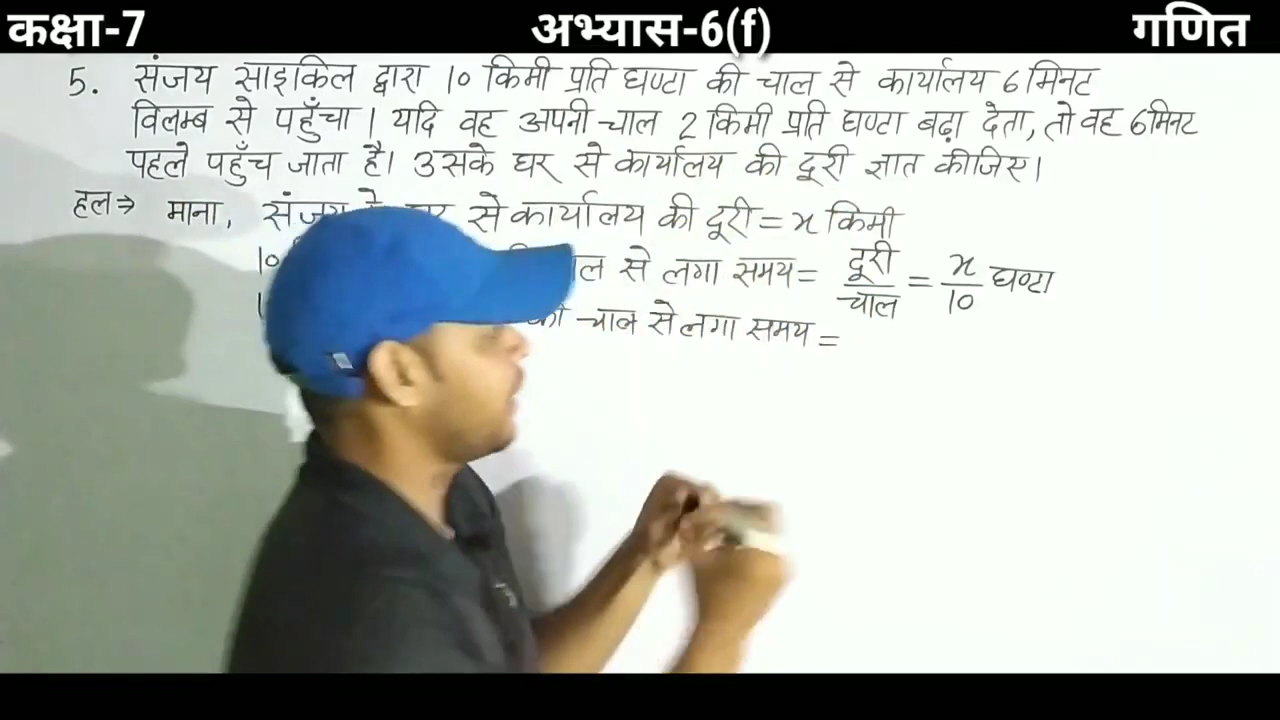 कक्षा-7 अभ्यास-6(f) गणित
5. संजय साइकिल द्वारा 10 किमी प्रति घण्टा की चाल से कार्यालय 6 मिनट
विलम्ब से पहुँचा। यदि वह अपनी चाल 2 किमी प्रति घण्टा बढ़ा देता, तो वह 6 मिनट
पहले पहुँच जाता है। उसके घर से कार्यालय की दूरी ज्ञात कीजिए।
हल⇒ माना, से कार्यालय की दूरी = x किमी
10 से लगा समय = दूरी/चाल = x/10 घण्टा
की चाल से लगा समय =